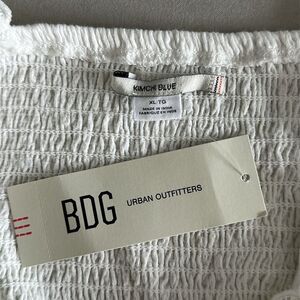 KIMCHI BLUE
XL/TG
MADE IN INDIA
FABRIQUÉ EN INDE
BDG URBAN OUTFITTERS